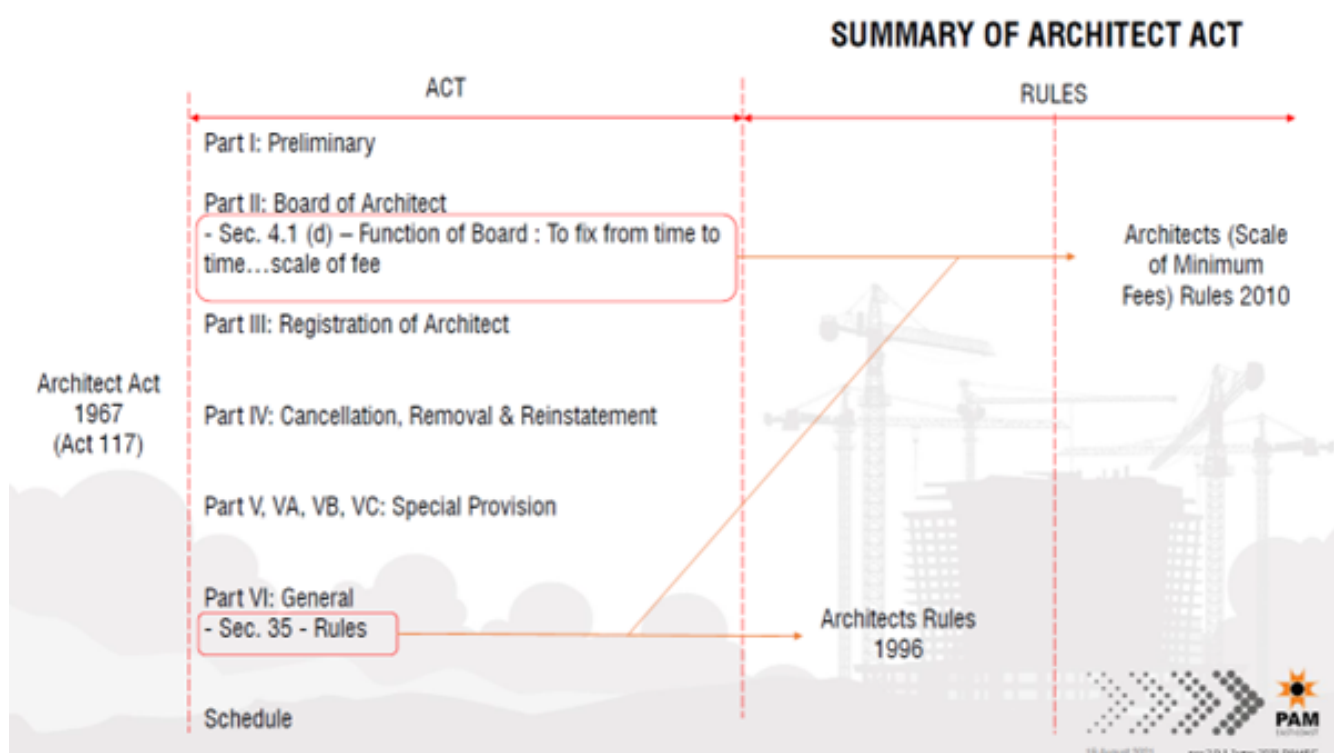 SUMMARY OF ARCHITECT ACT
ACT
RULES
Part I: Preliminary
Part II: Board of Architect
- Sec. 4.1 (d) – Function of Board : To fix from time to
time…scale of fee
Architects (Scale
of Minimum
Fees) Rules 2010
Part III: Registration of Architect
Architect Act
1967
(Act 117)
Part IV: Cancellation, Removal & Reinstatement
Part V, VA, VB, VC: Special Provision
Part VI: General
- Sec. 35 - Rules
Architects Rules
1996
Schedule
PAM